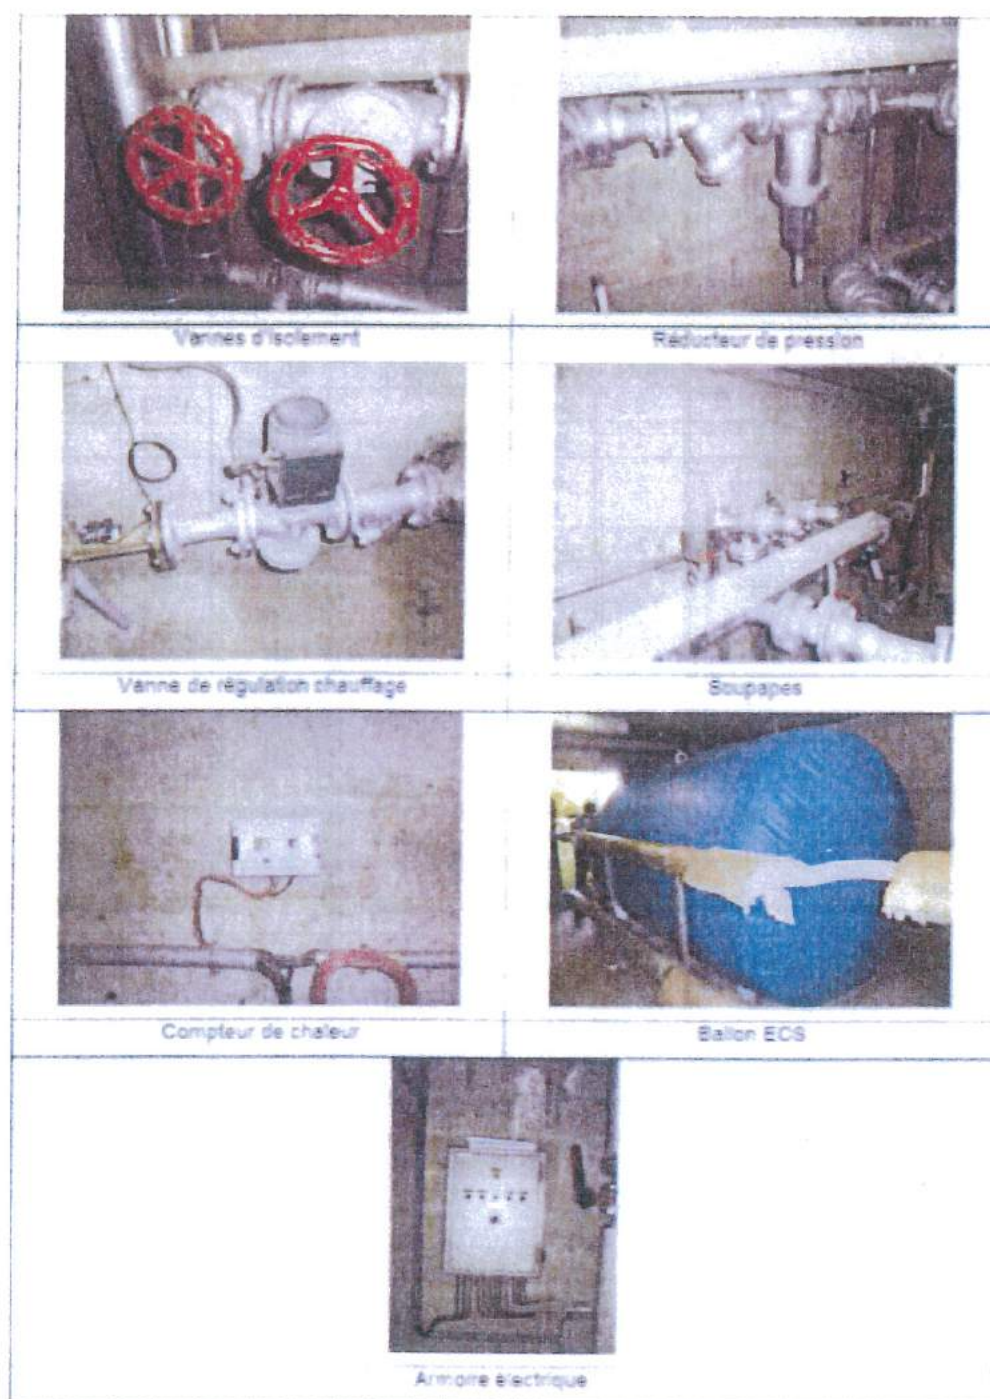 Vannes d'isolement
Réducteur de pression
Vanne de régulation chauffage
Soupapes
Compteur de chaleur
Ballon ECS
Armoire électrique